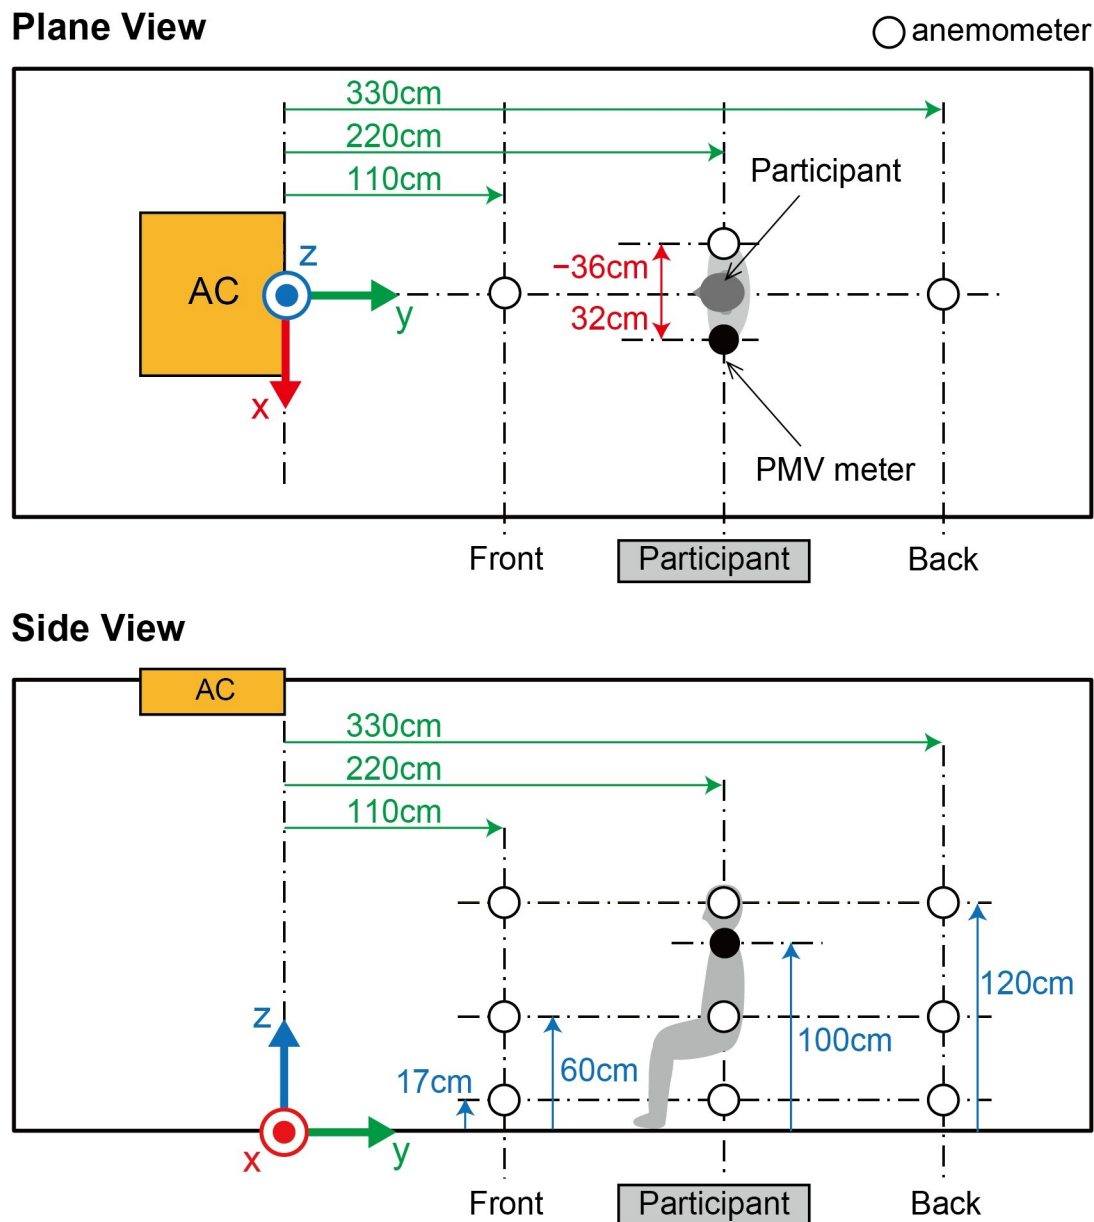 Plane View
anemometer
330cm
220cm
110cm
Participant
AC
z
y
x
−36cm
32cm
PMV meter
Front
Participant
Back
Side View
AC
330cm
220cm
110cm
120cm
100cm
60cm
17cm
z
y
x
Front
Participant
Back